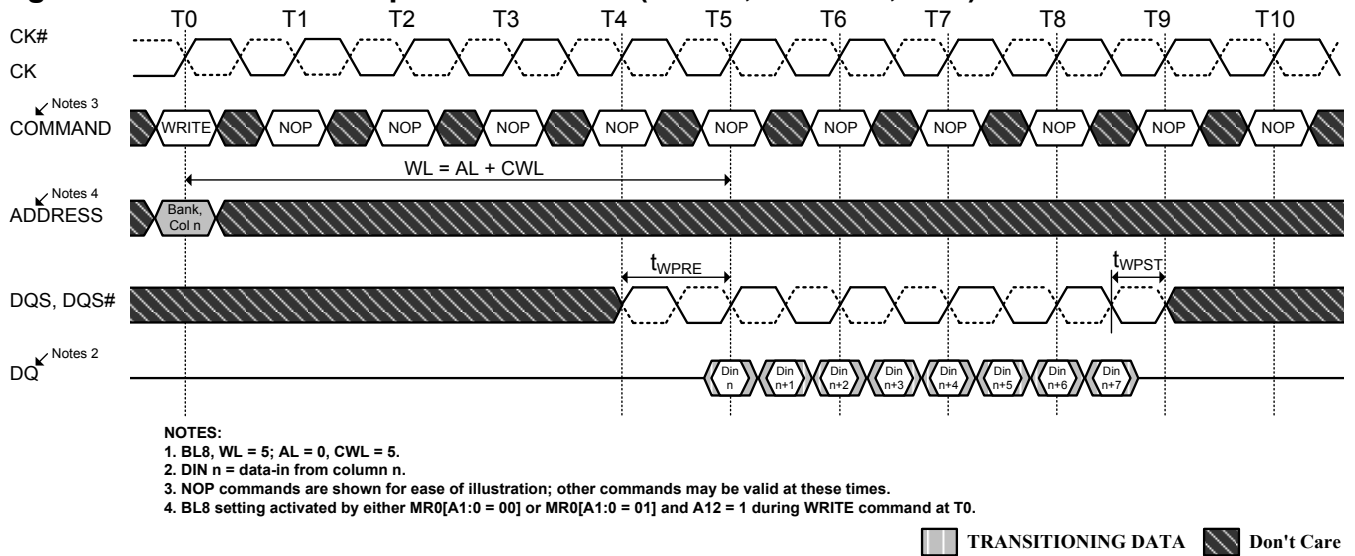 T0 T1 T2 T3 T4 T5 T6 T7 T8 T9 T10
CK#
CK
Notes 3
COMMAND
WRITE NOP NOP NOP NOP NOP NOP NOP NOP NOP NOP
WL = AL + CWL
Notes 4
ADDRESS
Bank,
Col n
tWPRE
tWPST
DQS, DQS#
Notes 2
DQ
Din n Din n+1 Din n+2 Din n+3 Din n+4 Din n+5 Din n+6 Din n+7
NOTES:
1. BL8, WL = 5; AL = 0, CWL = 5.
2. DIN n = data-in from column n.
3. NOP commands are shown for ease of illustration; other commands may be valid at these times.
4. BL8 setting activated by either MR0[A1:0 = 00] or MR0[A1:0 = 01] and A12 = 1 during WRITE command at T0.
TRANSITIONING DATA Don't Care